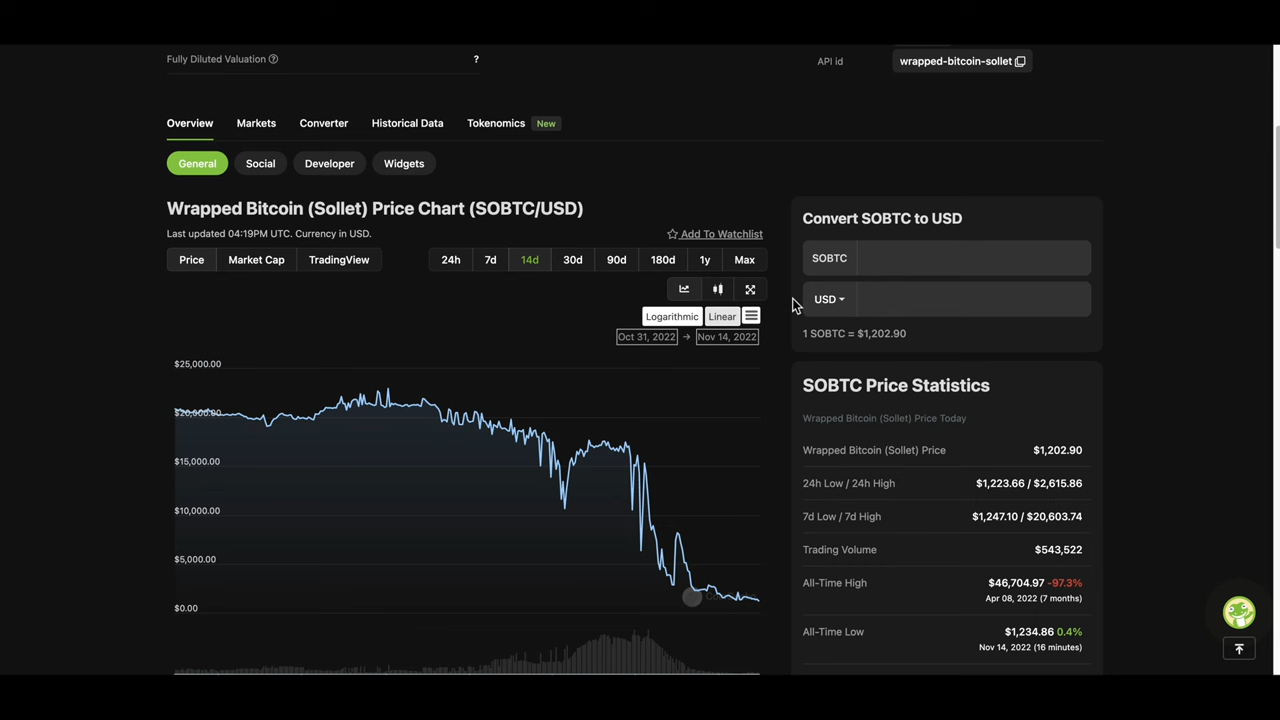 Fully Diluted Valuation ?
API id wrapped-bitcoin-sollet
Overview Markets Converter Historical Data Tokenomics New
General Social Developer Widgets
Wrapped Bitcoin (Sollet) Price Chart (SOBTC/USD)
Last updated 04:19PM UTC. Currency in USD.
Add To Watchlist
Price Market Cap TradingView
24h 7d 14d 30d 90d 180d 1y Max
Logarithmic Linear
Oct 31, 2022 → Nov 14, 2022
$25,000.00
$20,000.00
$15,000.00
$10,000.00
$5,000.00
$0.00
Convert SOBTC to USD
SOBTC
USD
1 SOBTC = $1,202.90
SOBTC Price Statistics
Wrapped Bitcoin (Sollet) Price Today
Wrapped Bitcoin (Sollet) Price $1,202.90
24h Low / 24h High $1,223.66 / $2,615.86
7d Low / 7d High $1,247.10 / $20,603.74
Trading Volume $543,522
All-Time High $46,704.97 -97.3%
Apr 08, 2022 (7 months)
All-Time Low $1,234.86 0.4%
Nov 14, 2022 (16 minutes)